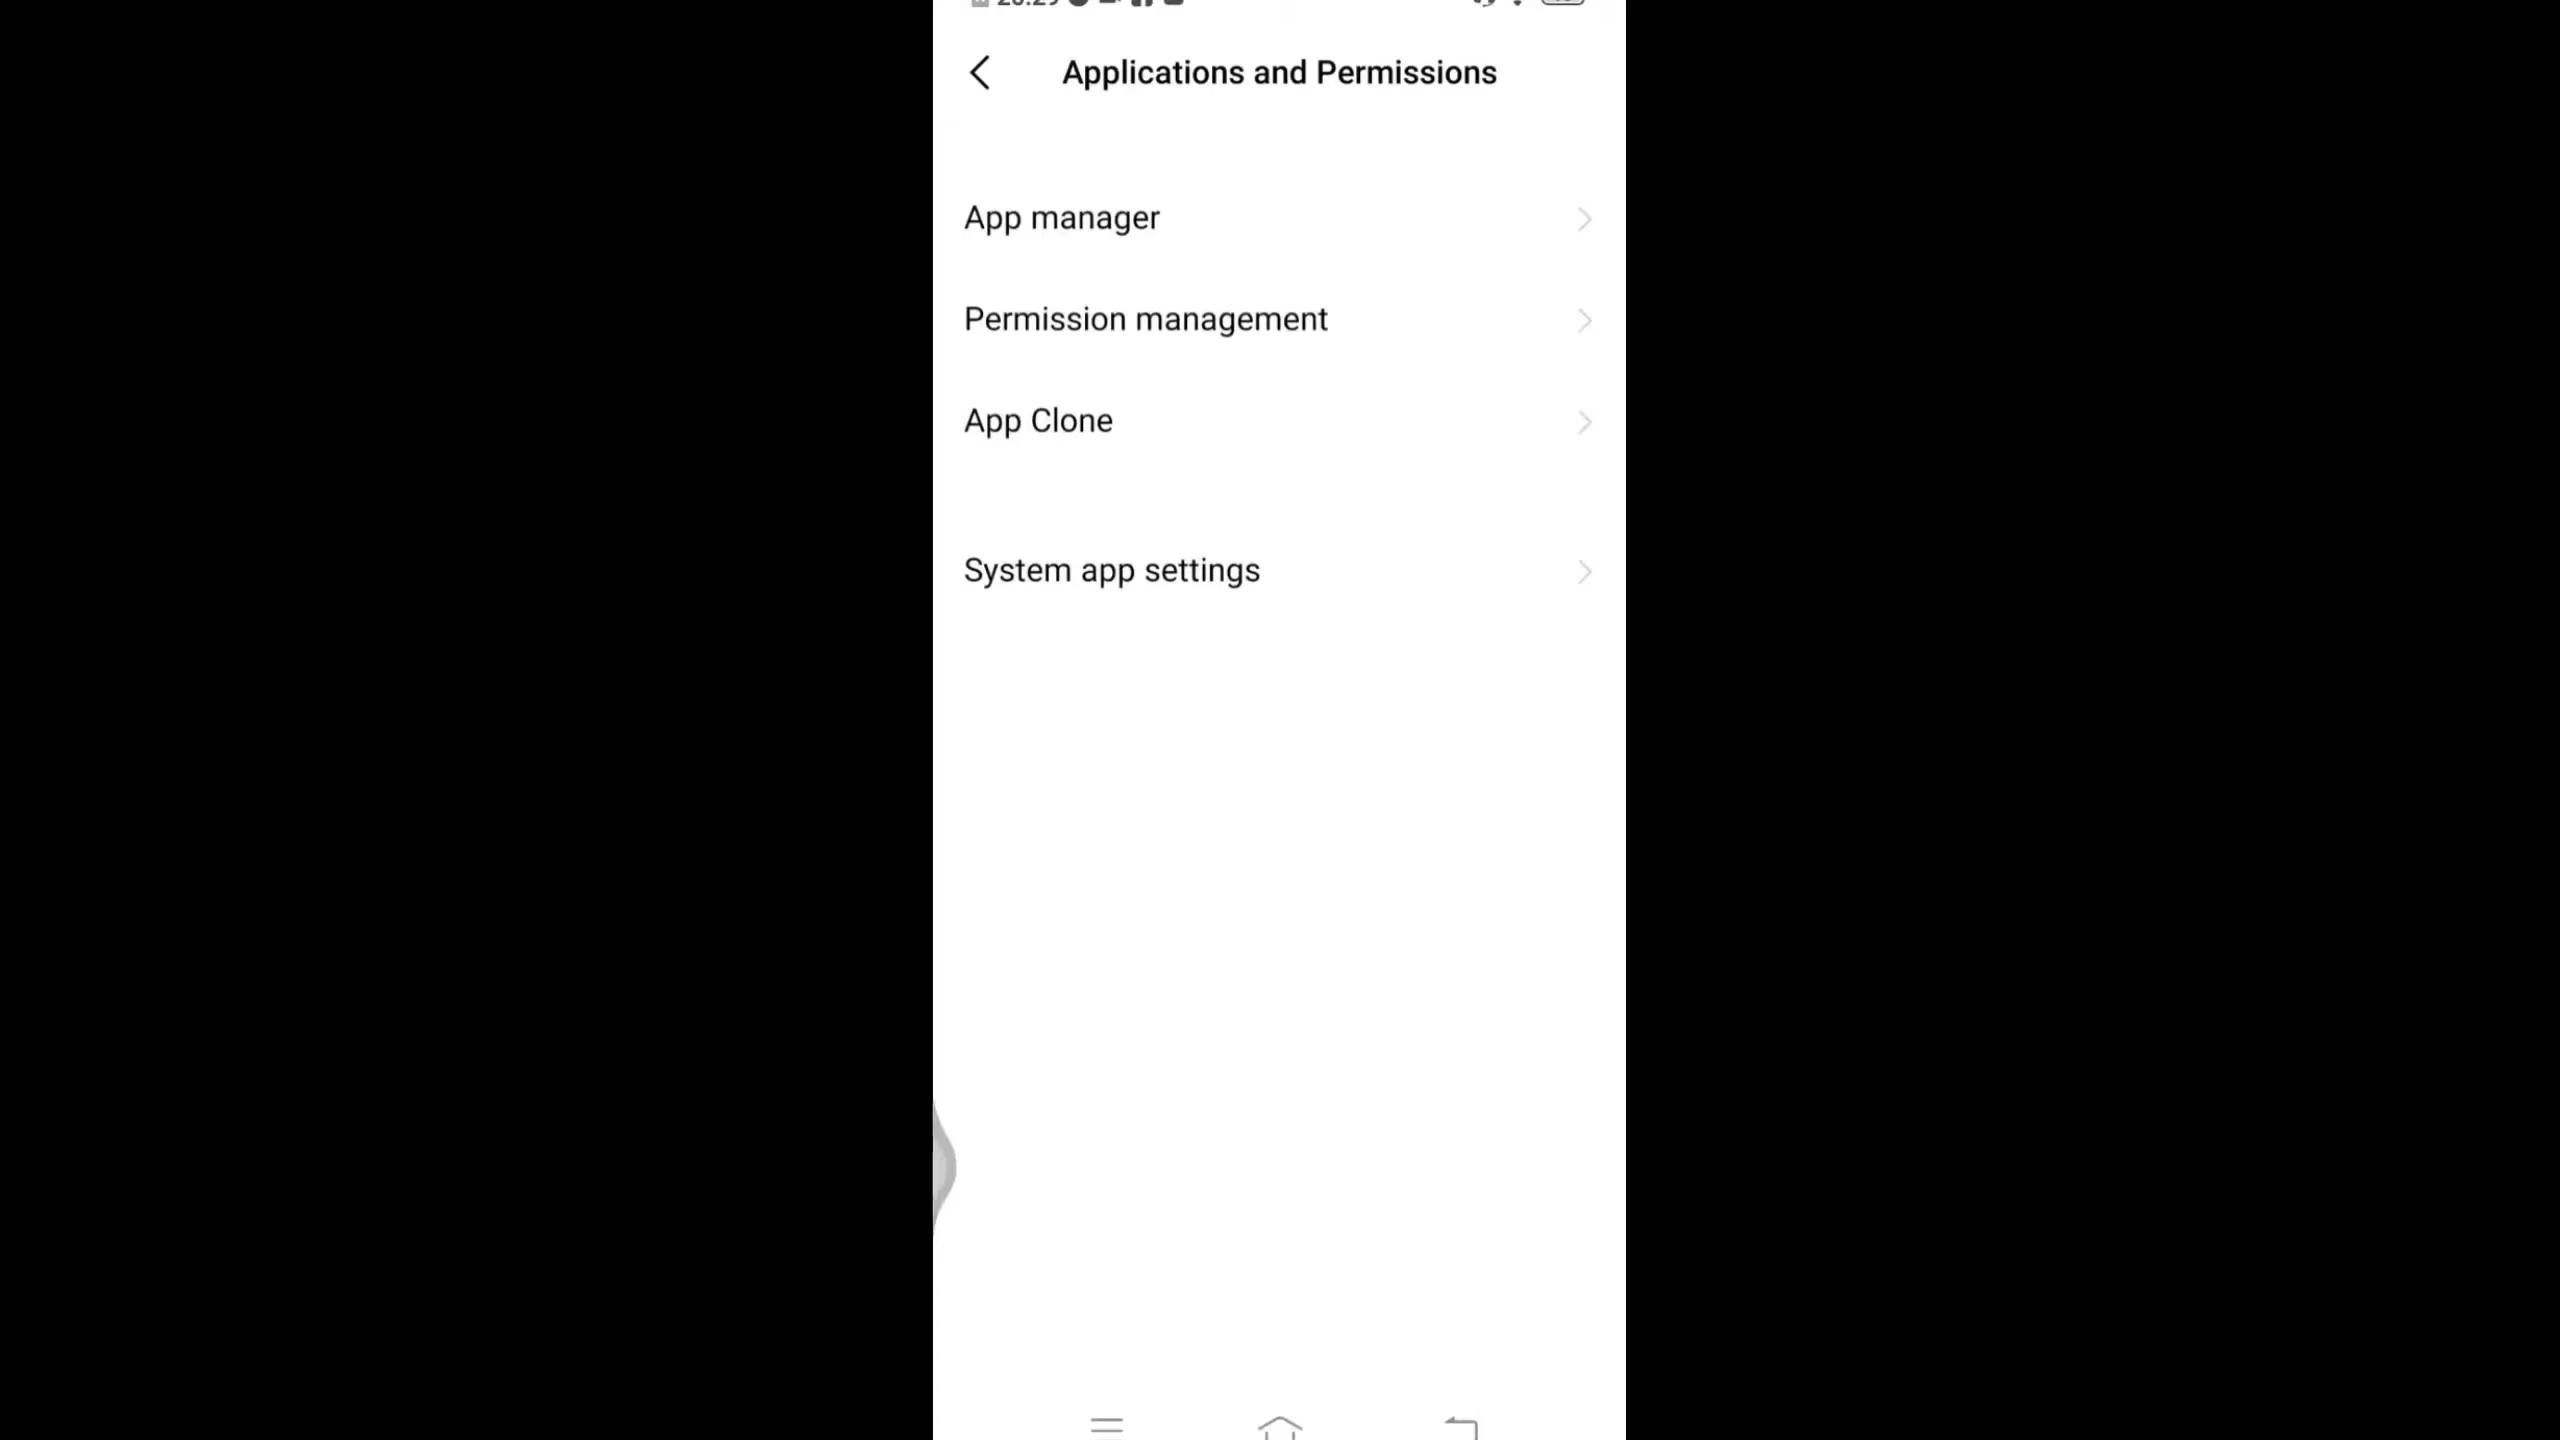 Applications and Permissions
App manager
Permission management
App Clone
System app settings